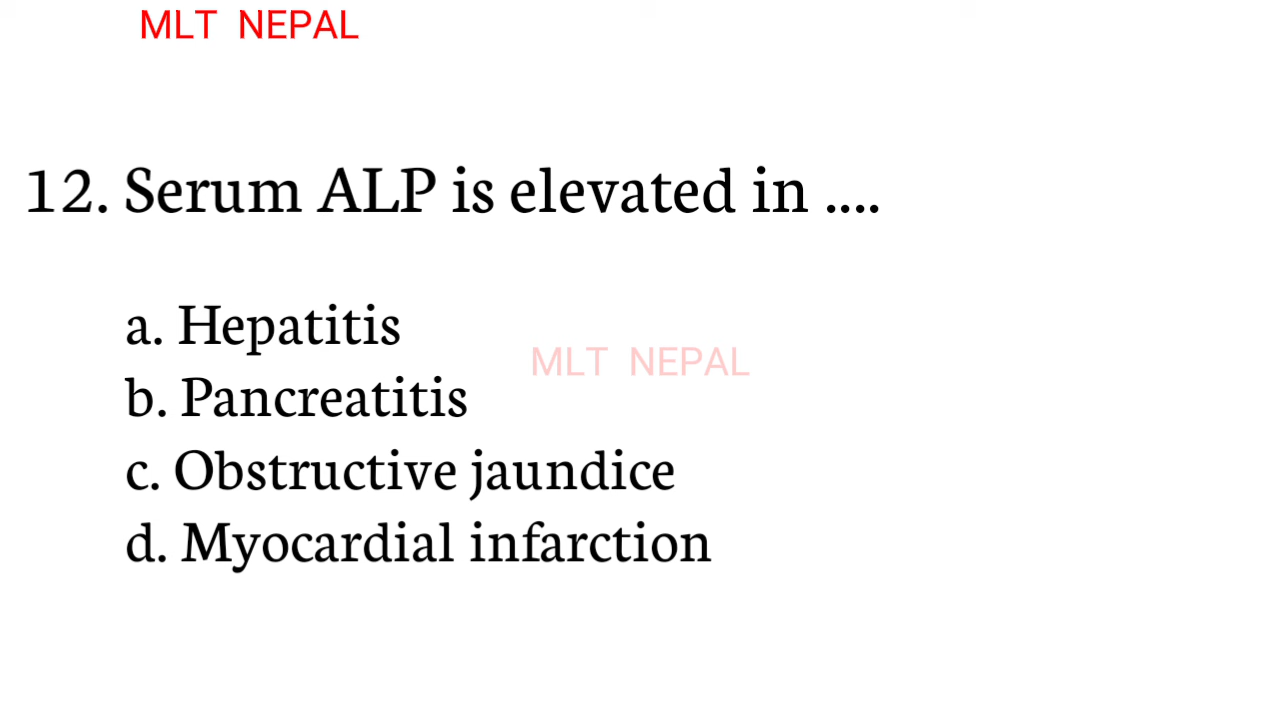 MLT NEPAL
12. Serum ALP is elevated in ....
a. Hepatitis
MLT NEPAL
b. Pancreatitis
c. Obstructive jaundice
d. Myocardial infarction